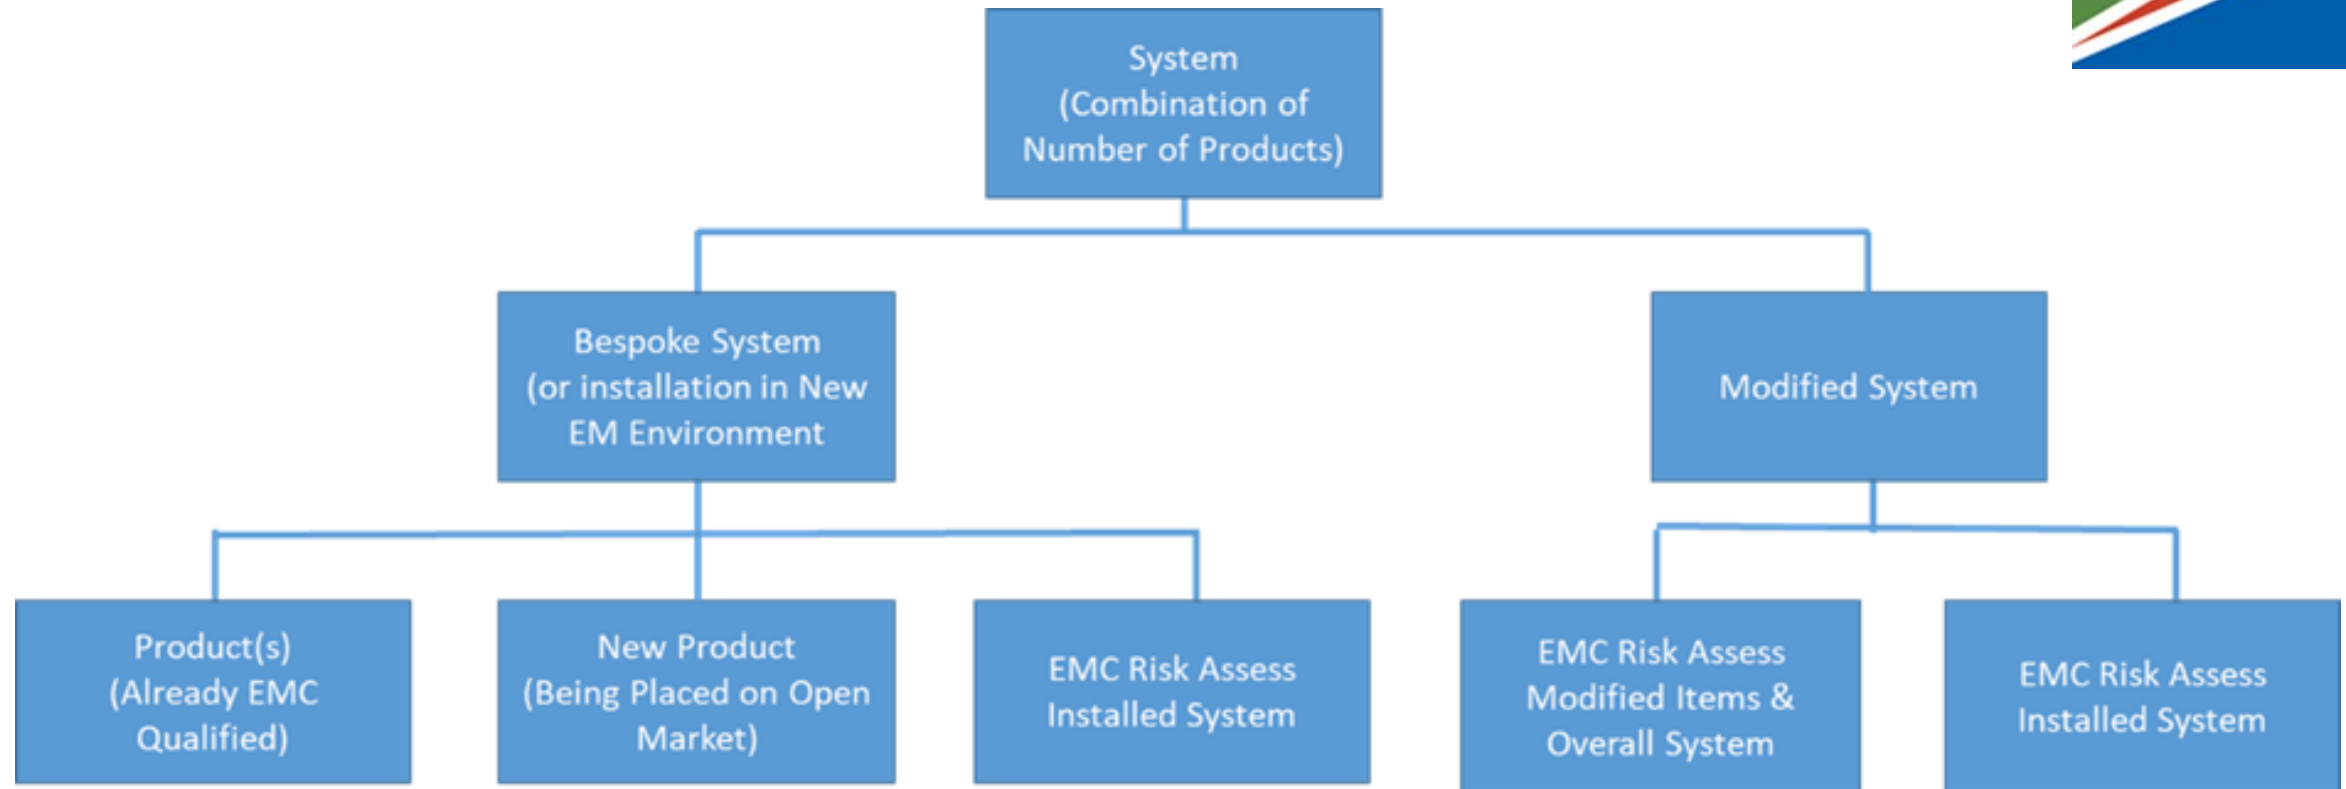 System
(Combination of
Number of Products)
Bespoke System
(or installation in New
EM Environment
Modified System
Product(s)
(Already EMC
Qualified)
New Product
(Being Placed on Open
Market)
EMC Risk Assess
Installed System
EMC Risk Assess
Modified Items &
Overall System
EMC Risk Assess
Installed System